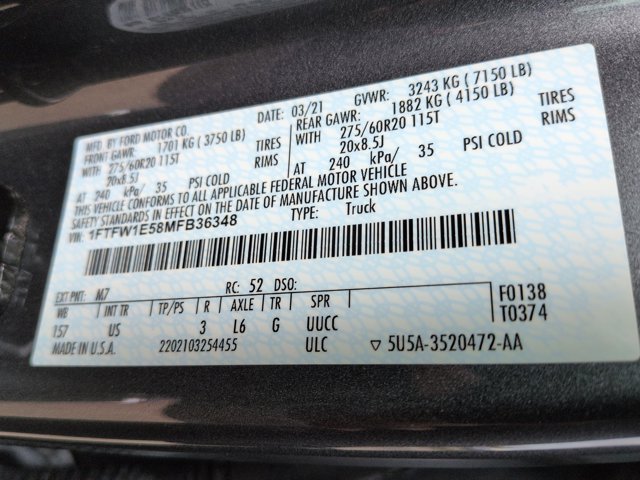 MFD. BY FORD MOTOR CO. DATE: 03/21 GVWR: 3243 KG ( 7150 LB)
FRONT GAWR: 1701 KG ( 3750 LB) REAR GAWR: 1882 KG ( 4150 LB)
WITH 275/60R20 115T TIRES WITH 275/60R20 115T TIRES
20x8.5J RIMS 20x8.5J RIMS
AT 240 kPa/ 35 PSI COLD AT 240 kPa/ 35 PSI COLD
THIS VEHICLE CONFORMS TO ALL APPLICABLE FEDERAL MOTOR VEHICLE
SAFETY STANDARDS IN EFFECT ON THE DATE OF MANUFACTURE SHOWN ABOVE.
VIN: 1FTFW1E58MFB36348 TYPE: Truck
EXT PNT: M7 RC: 52 DSO:
WB INT TR TP/PS R AXLE TR SPR F0138
157 US 3 L6 G UUCC T0374
MADE IN U.S.A. 2202103254455 ULC ▽ 5U5A-3520472-AA